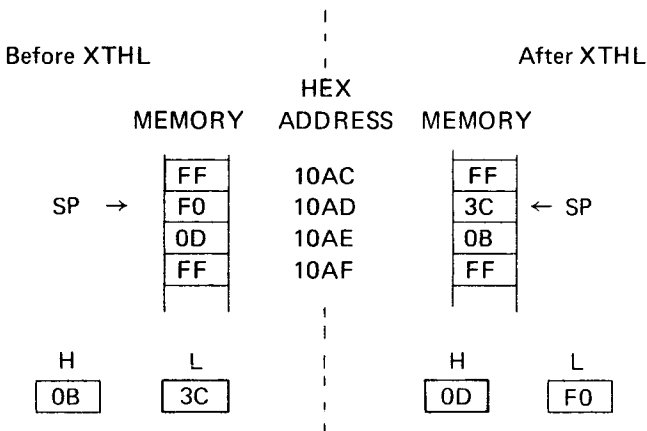 Before XTHL After XTHL
HEX
MEMORY ADDRESS MEMORY
FF 10AC FF
SP → F0 10AD 3C ← SP
0D 10AE 0B
FF 10AF FF
H L H L
0B 3C 0D F0